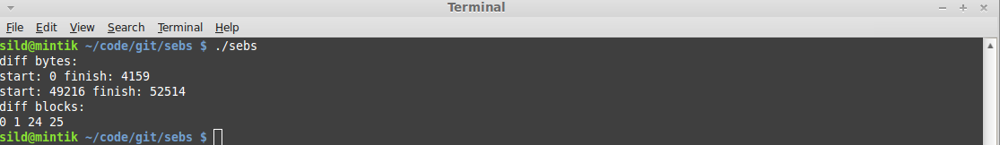 Terminal
File Edit View Search Terminal Help
sild@mintik ~/code/git/sebs $ ./sebs
diff bytes:
start: 0 finish: 4159
start: 49216 finish: 52514
diff blocks:
0 1 24 25
sild@mintik ~/code/git/sebs $